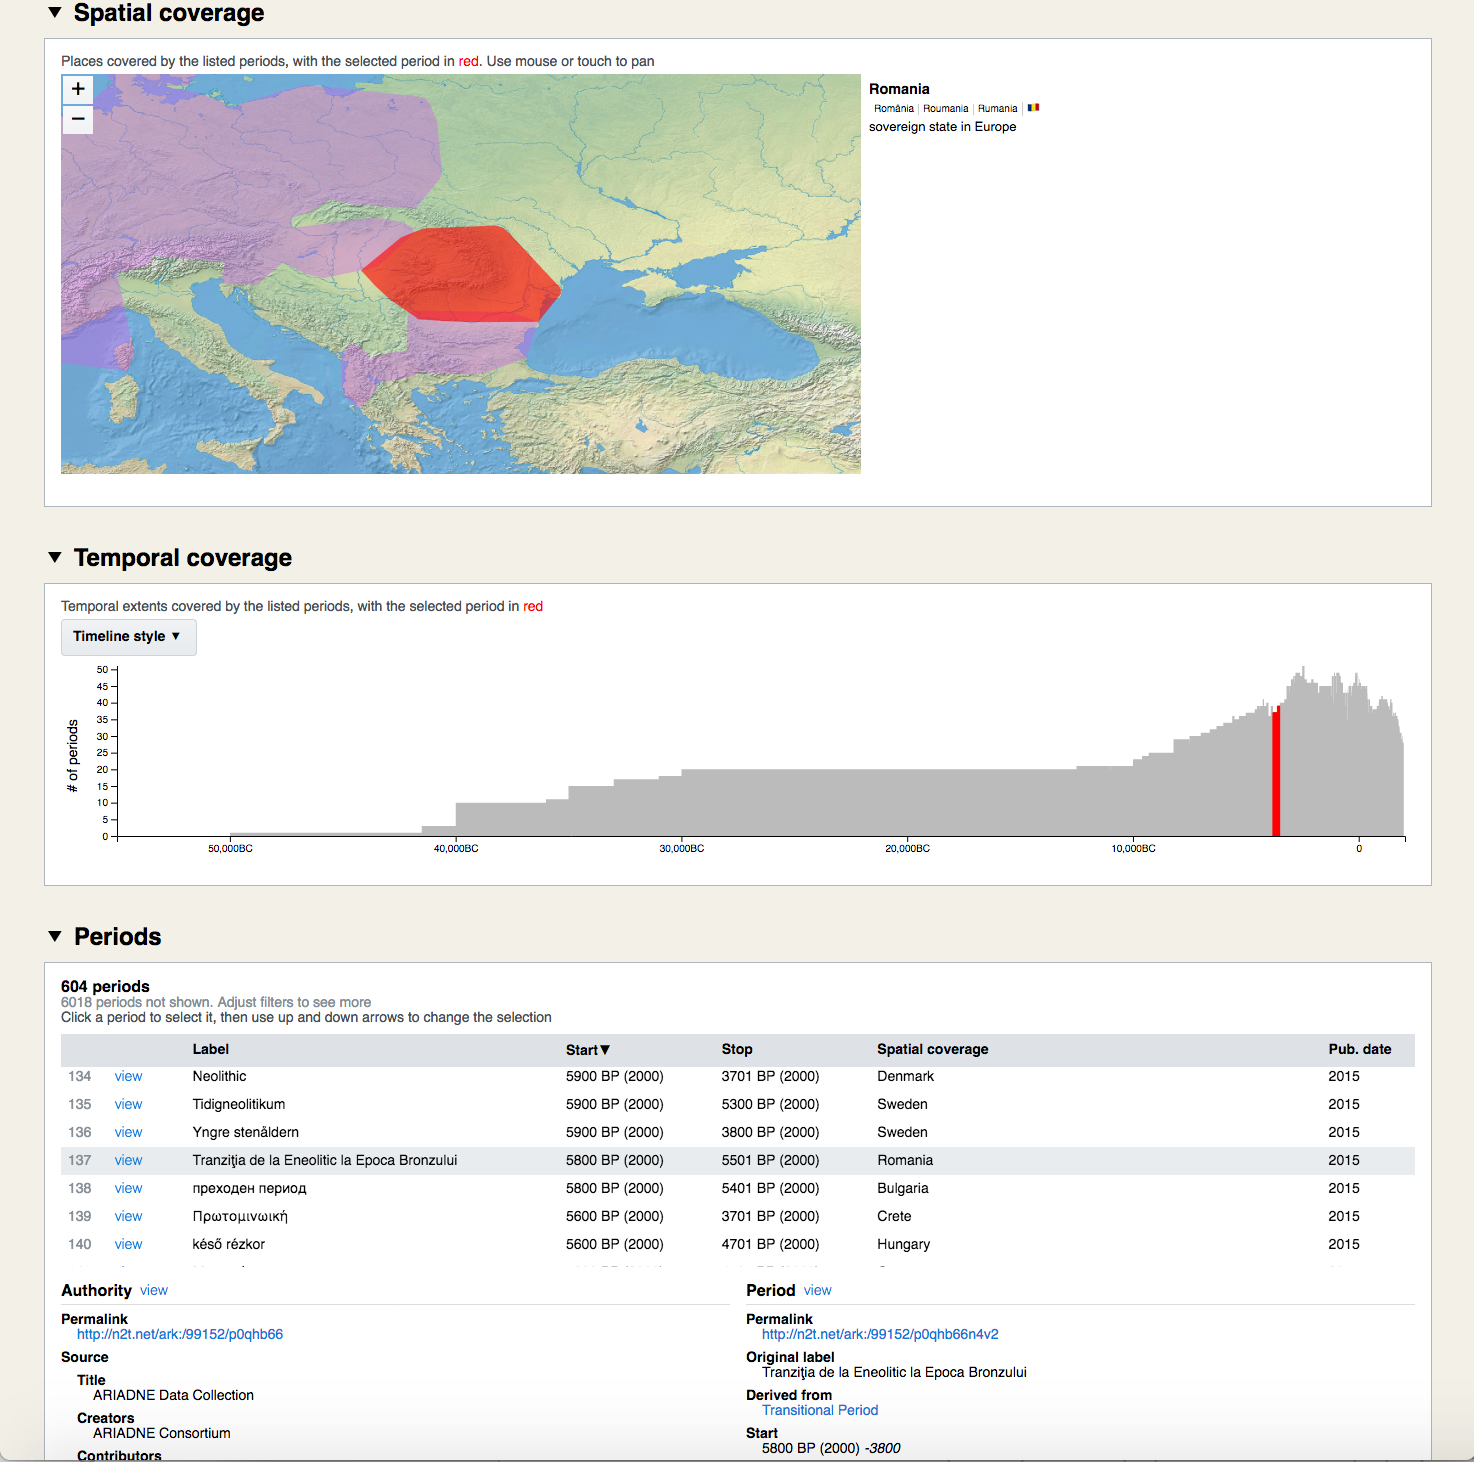 ▼ Spatial coverage
Places covered by the listed periods, with the selected period in red. Use mouse or touch to pan
+
−
Romania
România | Roumania | Rumania
sovereign state in Europe
▼ Temporal coverage
Temporal extents covered by the listed periods, with the selected period in red
Timeline style ▼
# of periods
50
45
40
35
30
25
20
15
10
5
0
50,000BC 40,000BC 30,000BC 20,000BC 10,000BC 0
▼ Periods
604 periods
6018 periods not shown. Adjust filters to see more
Click a period to select it, then use up and down arrows to change the selection
Label Start▼ Stop Spatial coverage Pub. date
134 view Neolithic 5900 BP (2000) 3701 BP (2000) Denmark 2015
135 view Tidigneolitikum 5900 BP (2000) 5300 BP (2000) Sweden 2015
136 view Yngre stenåldern 5900 BP (2000) 3800 BP (2000) Sweden 2015
137 view Tranziţia de la Eneolitic la Epoca Bronzului 5800 BP (2000) 5501 BP (2000) Romania 2015
138 view преходен период 5800 BP (2000) 5401 BP (2000) Bulgaria 2015
139 view Πρωτομινωική 5600 BP (2000) 3701 BP (2000) Crete 2015
140 view késő rézkor 5600 BP (2000) 4701 BP (2000) Hungary 2015
Authority view
Permalink
http://n2t.net/ark:/99152/p0qhb66
Source
Title
ARIADNE Data Collection
Creators
ARIADNE Consortium
Contributors
Period view
Permalink
http://n2t.net/ark:/99152/p0qhb66n4v2
Original label
Tranziţia de la Eneolitic la Epoca Bronzului
Derived from
Transitional Period
Start
5800 BP (2000) -3800